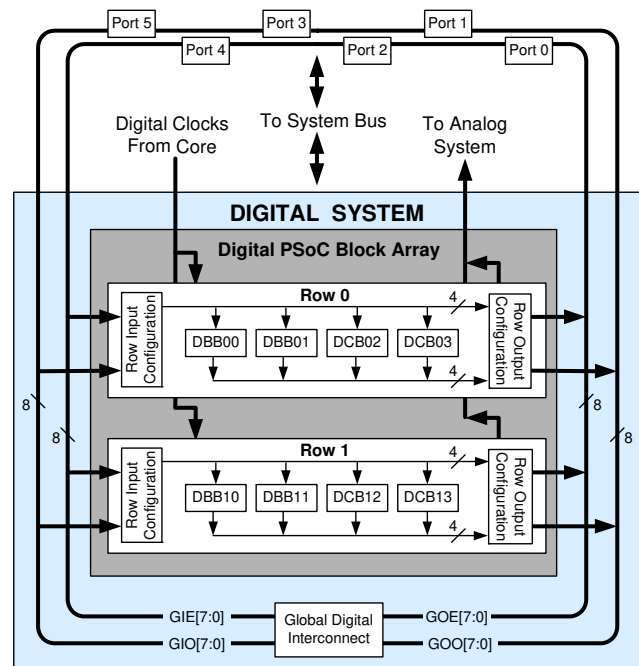 Port 5
Port 3
Port 1
Port 4
Port 2
Port 0
Digital Clocks
From Core
To System Bus
To Analog
System
DIGITAL SYSTEM
Digital PSoC Block Array
Row 0
Row Input
Configuration
4
DBB00
DBB01
DCB02
DCB03
4
Row Output
Configuration
8
8
8
8
Row 1
Row Input
Configuration
4
DBB10
DBB11
DCB12
DCB13
4
Row Output
Configuration
GIE[7:0]
GIO[7:0]
Global Digital
Interconnect
GOE[7:0]
GOO[7:0]